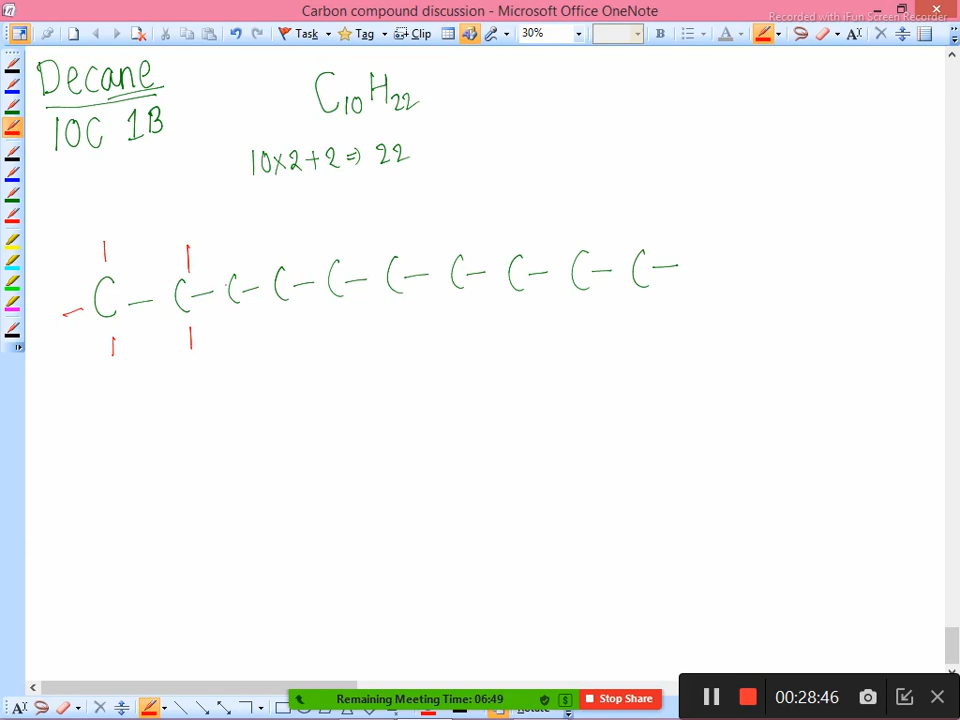 Carbon compound discussion - Microsoft Office OneNote
Recorded with iFun Screen Recorder
Task Tag Clip 30% B A
Decane
10C 1B
C10H22
10x2+2⇒ 22
C — C — C — C — C — C — C — C — C — C —
Remaining Meeting Time: 06:49 Stop Share
00:28:46